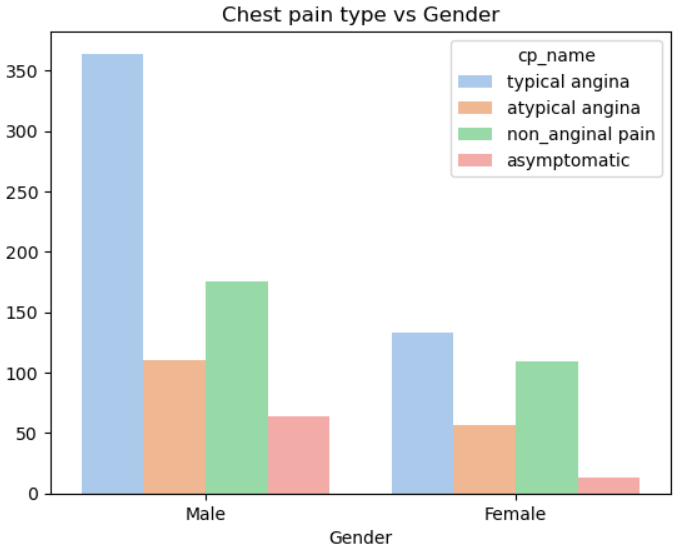 Chest pain type vs Gender
cp_name
typical angina
atypical angina
non_anginal pain
asymptomatic
350
300
250
200
150
100
50
0
Male
Female
Gender